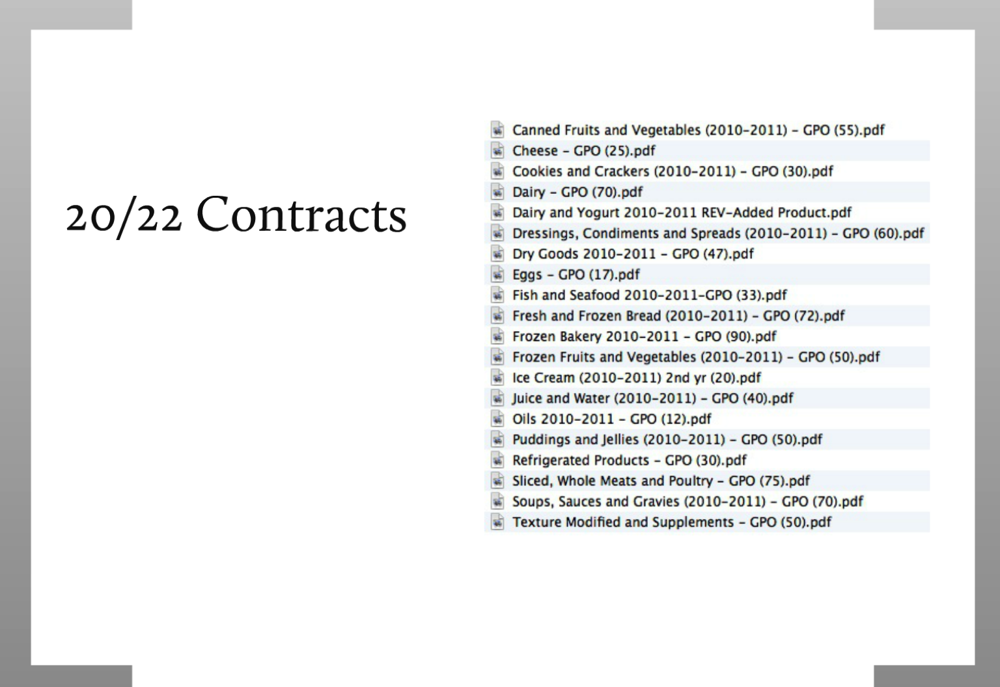 20/22 Contracts
Canned Fruits and Vegetables (2010-2011) - GPO (55).pdf
Cheese - GPO (25).pdf
Cookies and Crackers (2010-2011) - GPO (30).pdf
Dairy - GPO (70).pdf
Dairy and Yogurt 2010-2011 REV-Added Product.pdf
Dressings, Condiments and Spreads (2010-2011) - GPO (60).pdf
Dry Goods 2010-2011 - GPO (47).pdf
Eggs - GPO (17).pdf
Fish and Seafood 2010-2011-GPO (33).pdf
Fresh and Frozen Bread (2010-2011) - GPO (72).pdf
Frozen Bakery 2010-2011 - GPO (90).pdf
Frozen Fruits and Vegetables (2010-2011) - GPO (50).pdf
Ice Cream (2010-2011) 2nd yr (20).pdf
Juice and Water (2010-2011) - GPO (40).pdf
Oils 2010-2011 - GPO (12).pdf
Puddings and Jellies (2010-2011) - GPO (50).pdf
Refrigerated Products - GPO (30).pdf
Sliced, Whole Meats and Poultry - GPO (75).pdf
Soups, Sauces and Gravies (2010-2011) - GPO (70).pdf
Texture Modified and Supplements - GPO (50).pdf